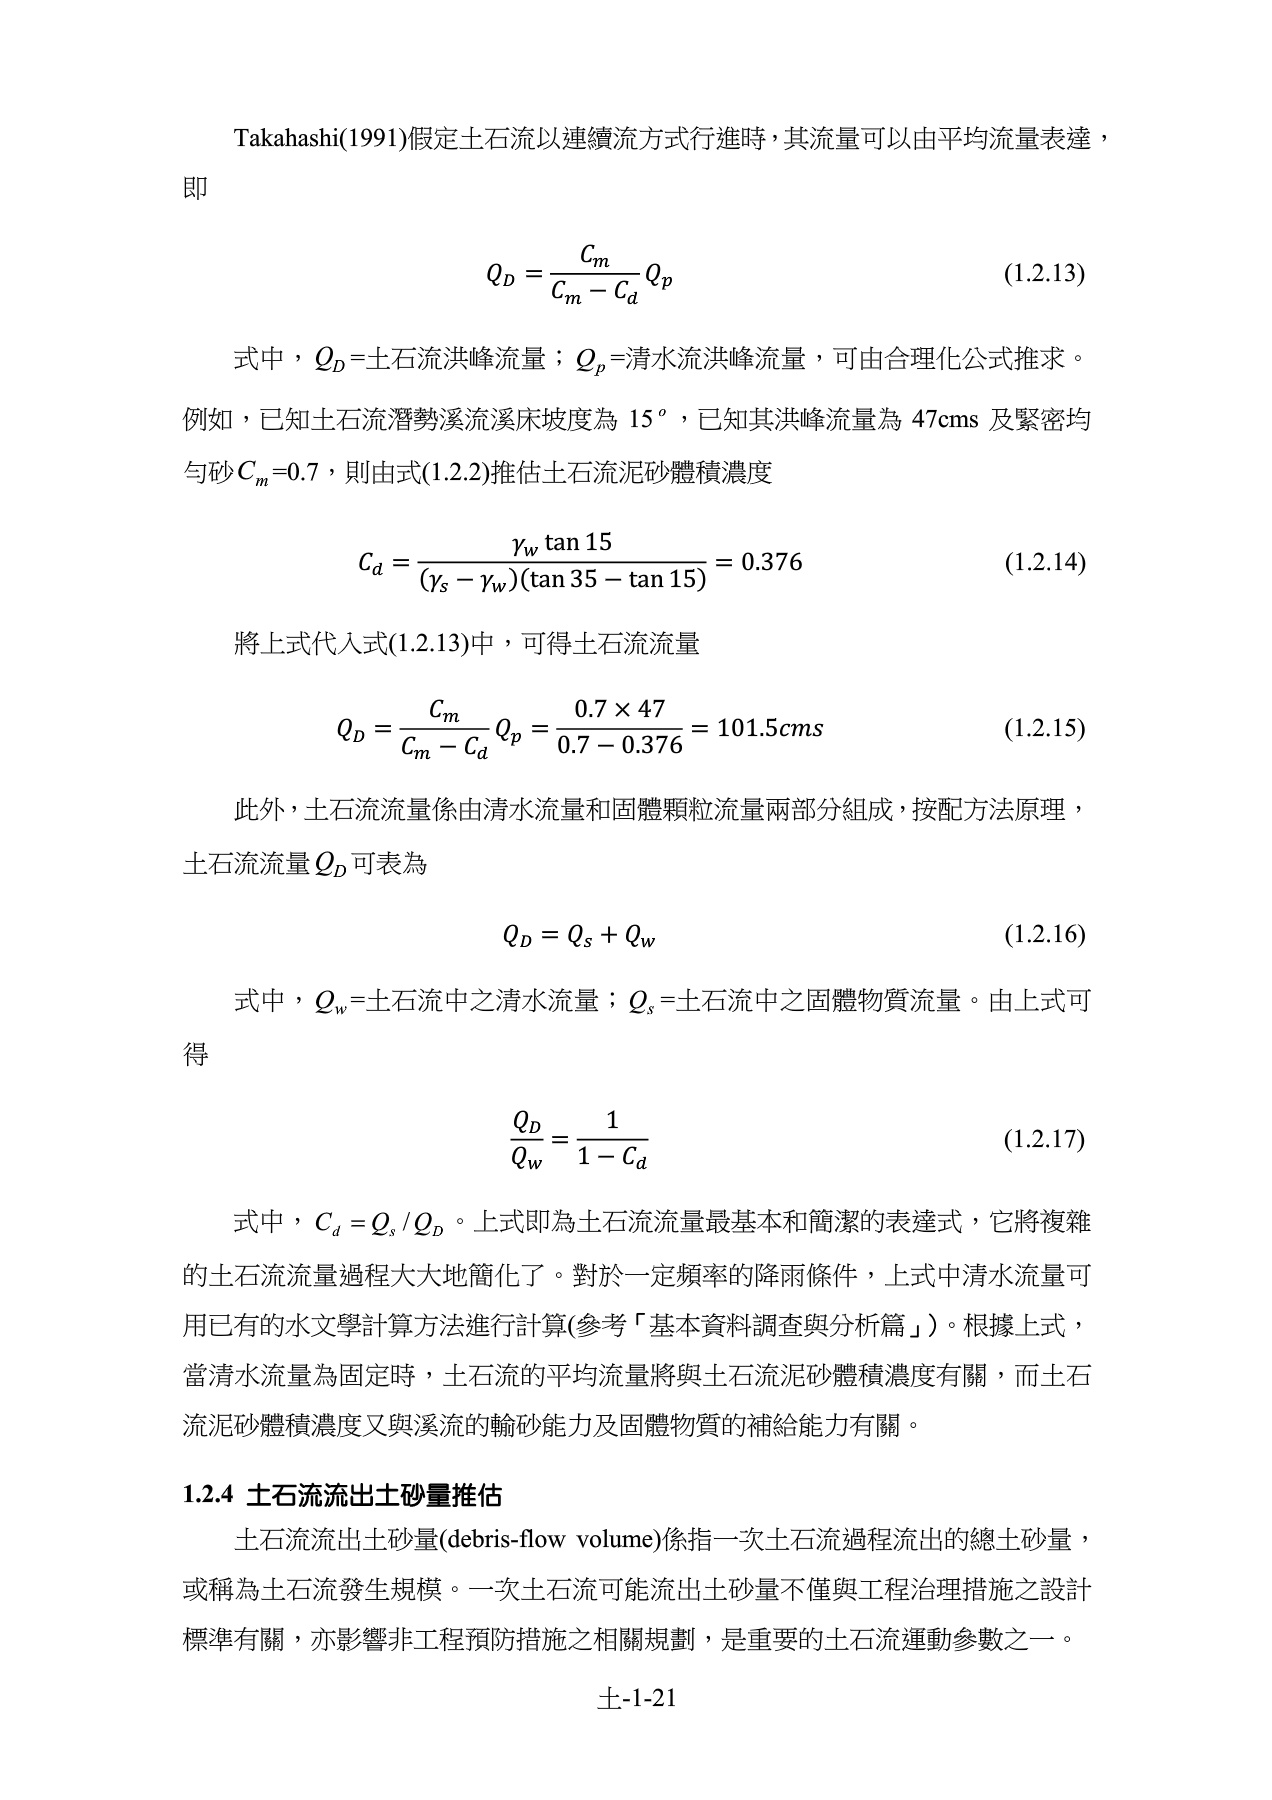 Takahashi(1991)假定土石流以連續流方式行進時，其流量可以由平均流量表達，
即
Q_D = C_m / (C_m − C_d) Q_p (1.2.13)
式中，Q_D=土石流洪峰流量；Q_p=清水流洪峰流量，可由合理化公式推求。
例如，已知土石流潛勢溪流溪床坡度為 15°，已知其洪峰流量為 47cms 及緊密均
勻砂C_m=0.7，則由式(1.2.2)推估土石流泥砂體積濃度
C_d = γ_w tan 15 / ((γ_s − γ_w)(tan 35 − tan 15)) = 0.376 (1.2.14)
將上式代入式(1.2.13)中，可得土石流流量
Q_D = C_m / (C_m − C_d) Q_p = (0.7 × 47) / (0.7 − 0.376) = 101.5cms (1.2.15)
此外，土石流流量係由清水流量和固體顆粒流量兩部分組成，按配方法原理，
土石流流量Q_D可表為
Q_D = Q_s + Q_w (1.2.16)
式中，Q_w=土石流中之清水流量；Q_s=土石流中之固體物質流量。由上式可
得
Q_D / Q_w = 1 / (1 − C_d) (1.2.17)
式中，C_d = Q_s / Q_D。上式即為土石流流量最基本和簡潔的表達式，它將複雜
的土石流流量過程大大地簡化了。對於一定頻率的降雨條件，上式中清水流量可
用已有的水文學計算方法進行計算(參考「基本資料調查與分析篇」)。根據上式，
當清水流量為固定時，土石流的平均流量將與土石流泥砂體積濃度有關，而土石
流泥砂體積濃度又與溪流的輸砂能力及固體物質的補給能力有關。
1.2.4 土石流流出土砂量推估
土石流流出土砂量(debris-flow volume)係指一次土石流過程流出的總土砂量，
或稱為土石流發生規模。一次土石流可能流出土砂量不僅與工程治理措施之設計
標準有關，亦影響非工程預防措施之相關規劃，是重要的土石流運動參數之一。
土-1-21